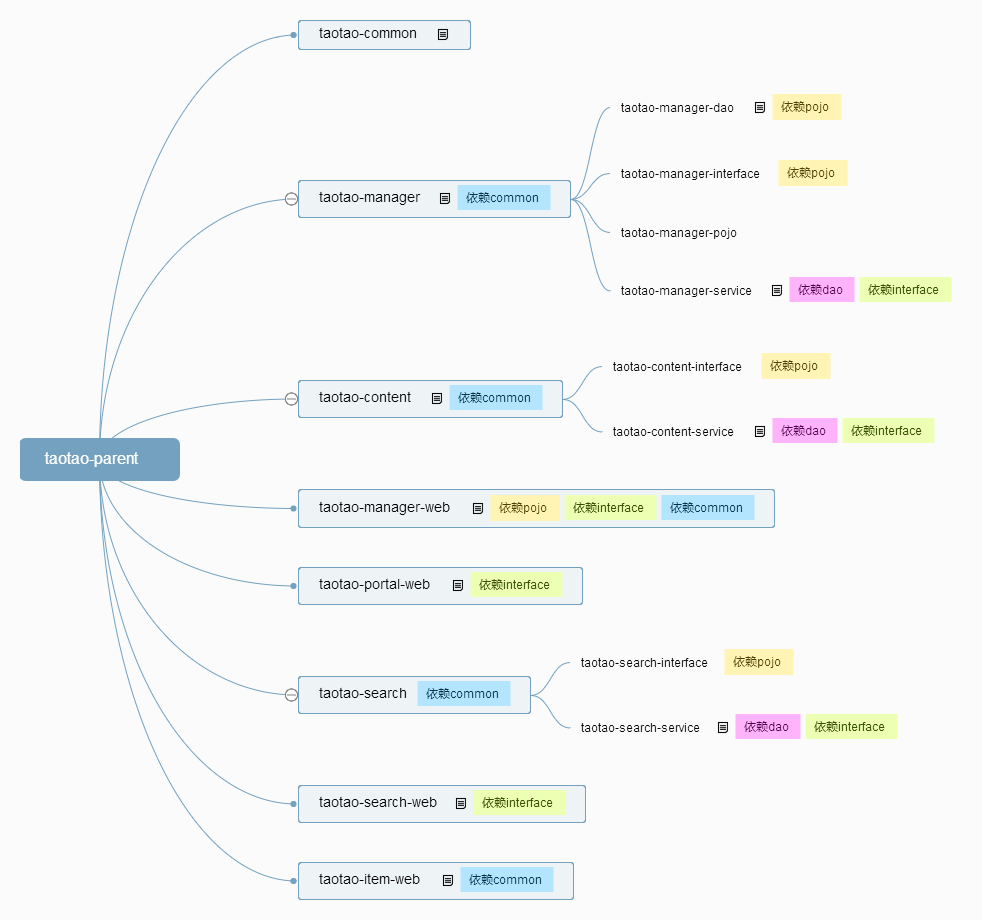 taotao-common
taotao-manager-dao 依赖pojo
taotao-manager-interface 依赖pojo
taotao-manager 依赖common
taotao-manager-pojo
taotao-manager-service 依赖dao 依赖interface
taotao-content-interface 依赖pojo
taotao-content 依赖common
taotao-content-service 依赖dao 依赖interface
taotao-parent
taotao-manager-web 依赖pojo 依赖interface 依赖common
taotao-portal-web 依赖interface
taotao-search-interface 依赖pojo
taotao-search 依赖common
taotao-search-service 依赖dao 依赖interface
taotao-search-web 依赖interface
taotao-item-web 依赖common